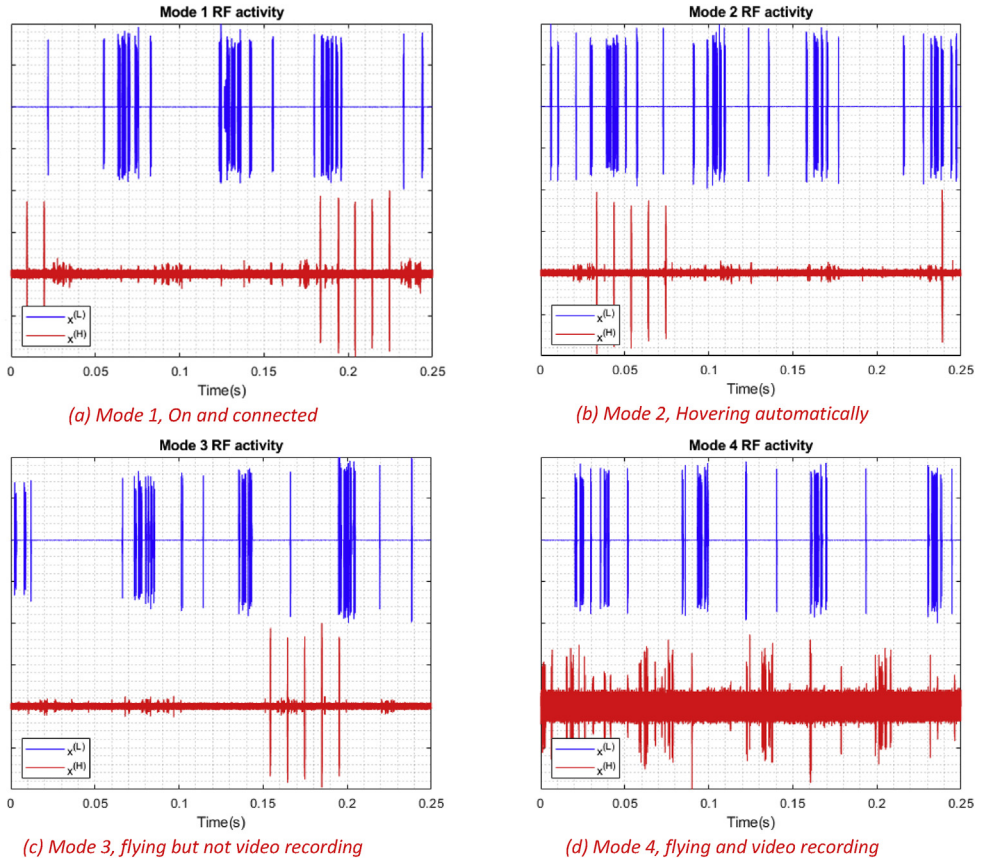 Mode 1 RF activity
x(L)
x(H)
0 0.05 0.1 0.15 0.2 0.25
Time(s)
(a) Mode 1, On and connected
Mode 2 RF activity
x(L)
x(H)
0 0.05 0.1 0.15 0.2 0.25
Time(s)
(b) Mode 2, Hovering automatically
Mode 3 RF activity
x(L)
x(H)
0 0.05 0.1 0.15 0.2 0.25
Time(s)
(c) Mode 3, flying but not video recording
Mode 4 RF activity
x(L)
x(H)
0 0.05 0.1 0.15 0.2 0.25
Time(s)
(d) Mode 4, flying and video recording